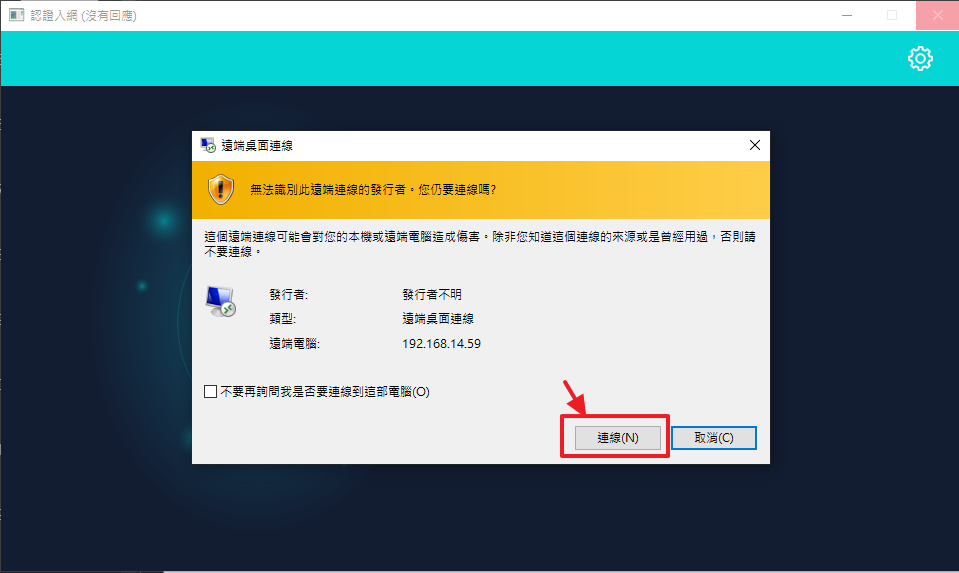 認證入網 (沒有回應)
遠端桌面連線
無法識別此遠端連線的發行者。您仍要連線嗎?
這個遠端連線可能會對您的本機或遠端電腦造成傷害。除非您知道這個連線的來源或是曾經用過，否則請
不要連線。
發行者: 發行者不明
類型: 遠端桌面連線
遠端電腦: 192.168.14.59
不要再詢問我是否要連線到這部電腦(O)
連線(N) 取消(C)